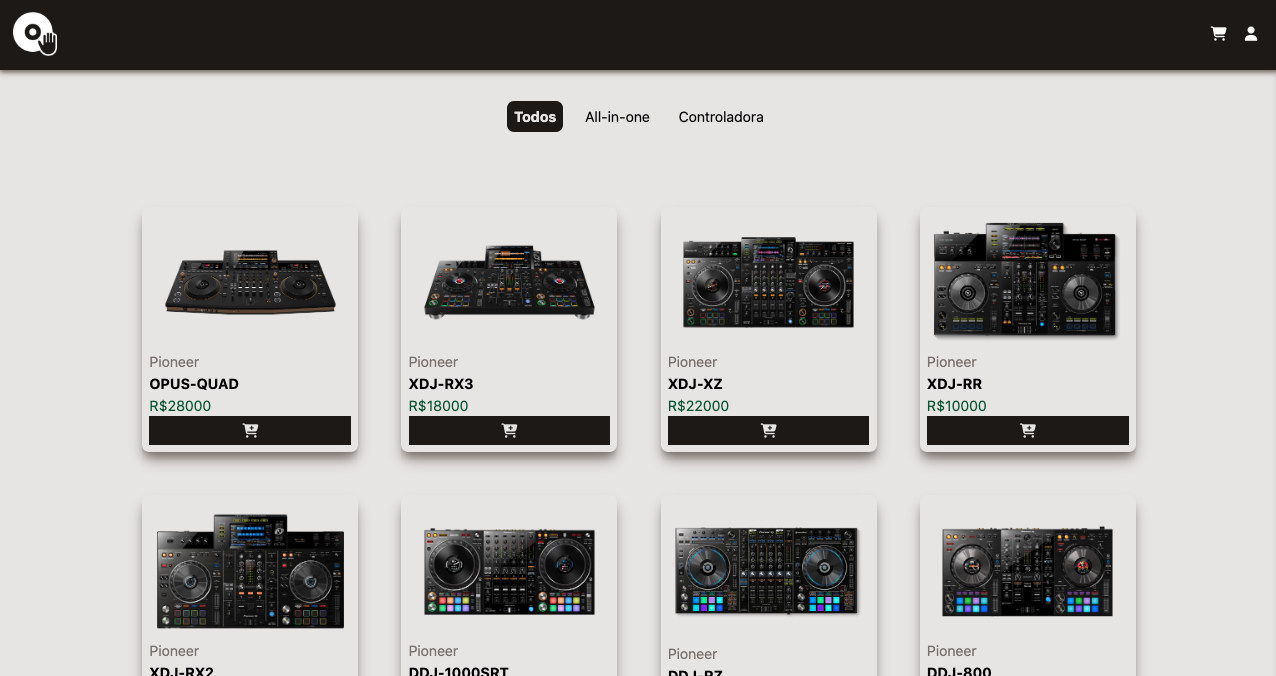 Todos All-in-one Controladora
Pioneer
OPUS-QUAD
R$28000
Pioneer
XDJ-RX3
R$18000
Pioneer
XDJ-XZ
R$22000
Pioneer
XDJ-RR
R$10000
Pioneer
XDJ-RX2
Pioneer
DDJ-1000SRT
Pioneer
DDJ-RZ
Pioneer
DDJ-800